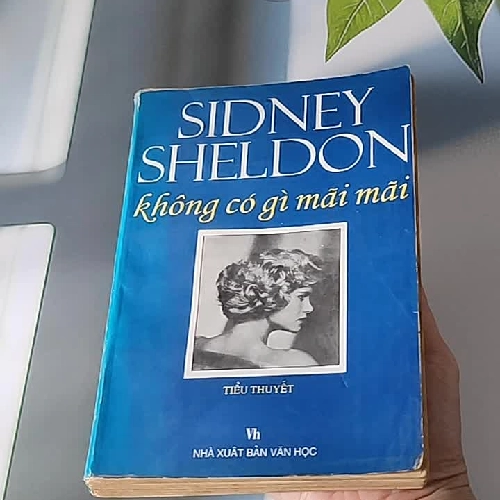 SIDNEY
SHELDON
không có gì mãi mãi
TIỂU THUYẾT
Vh
NHÀ XUẤT BẢN VĂN HỌC